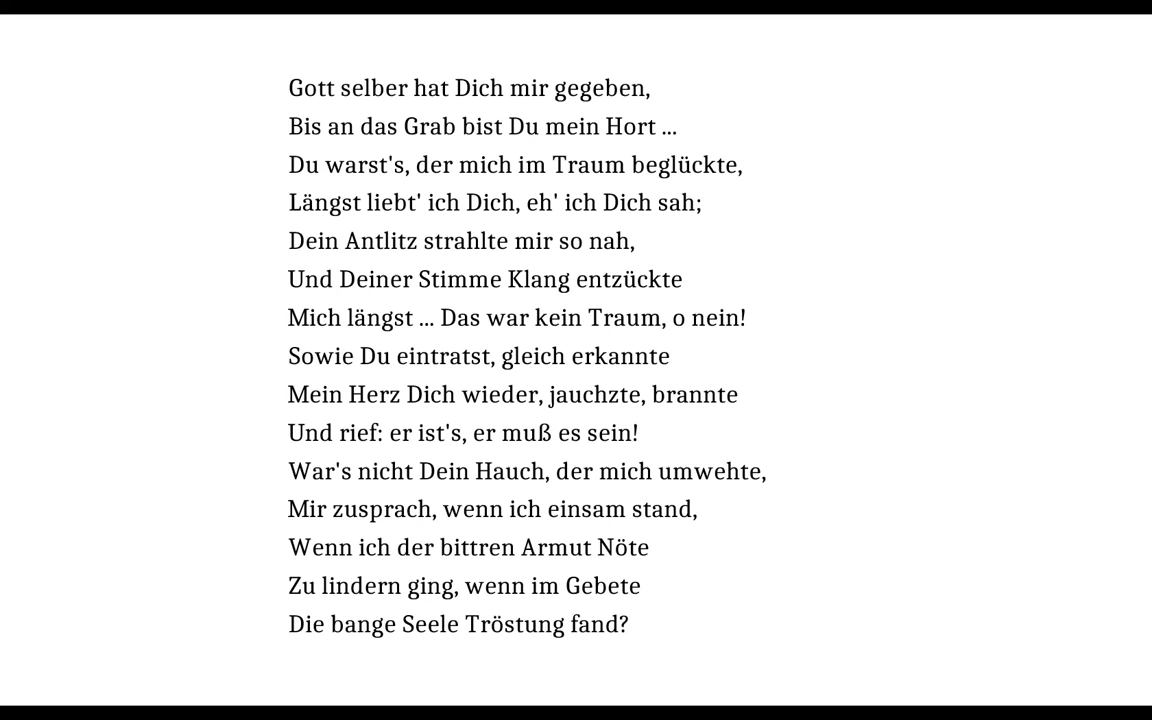 Gott selber hat Dich mir gegeben,
Bis an das Grab bist Du mein Hort ...
Du warst's, der mich im Traum beglückte,
Längst liebt' ich Dich, eh' ich Dich sah;
Dein Antlitz strahlte mir so nah,
Und Deiner Stimme Klang entzückte
Mich längst ... Das war kein Traum, o nein!
Sowie Du eintratst, gleich erkannte
Mein Herz Dich wieder, jauchzte, brannte
Und rief: er ist's, er muß es sein!
War's nicht Dein Hauch, der mich umwehte,
Mir zusprach, wenn ich einsam stand,
Wenn ich der bittren Armut Nöte
Zu lindern ging, wenn im Gebete
Die bange Seele Tröstung fand?